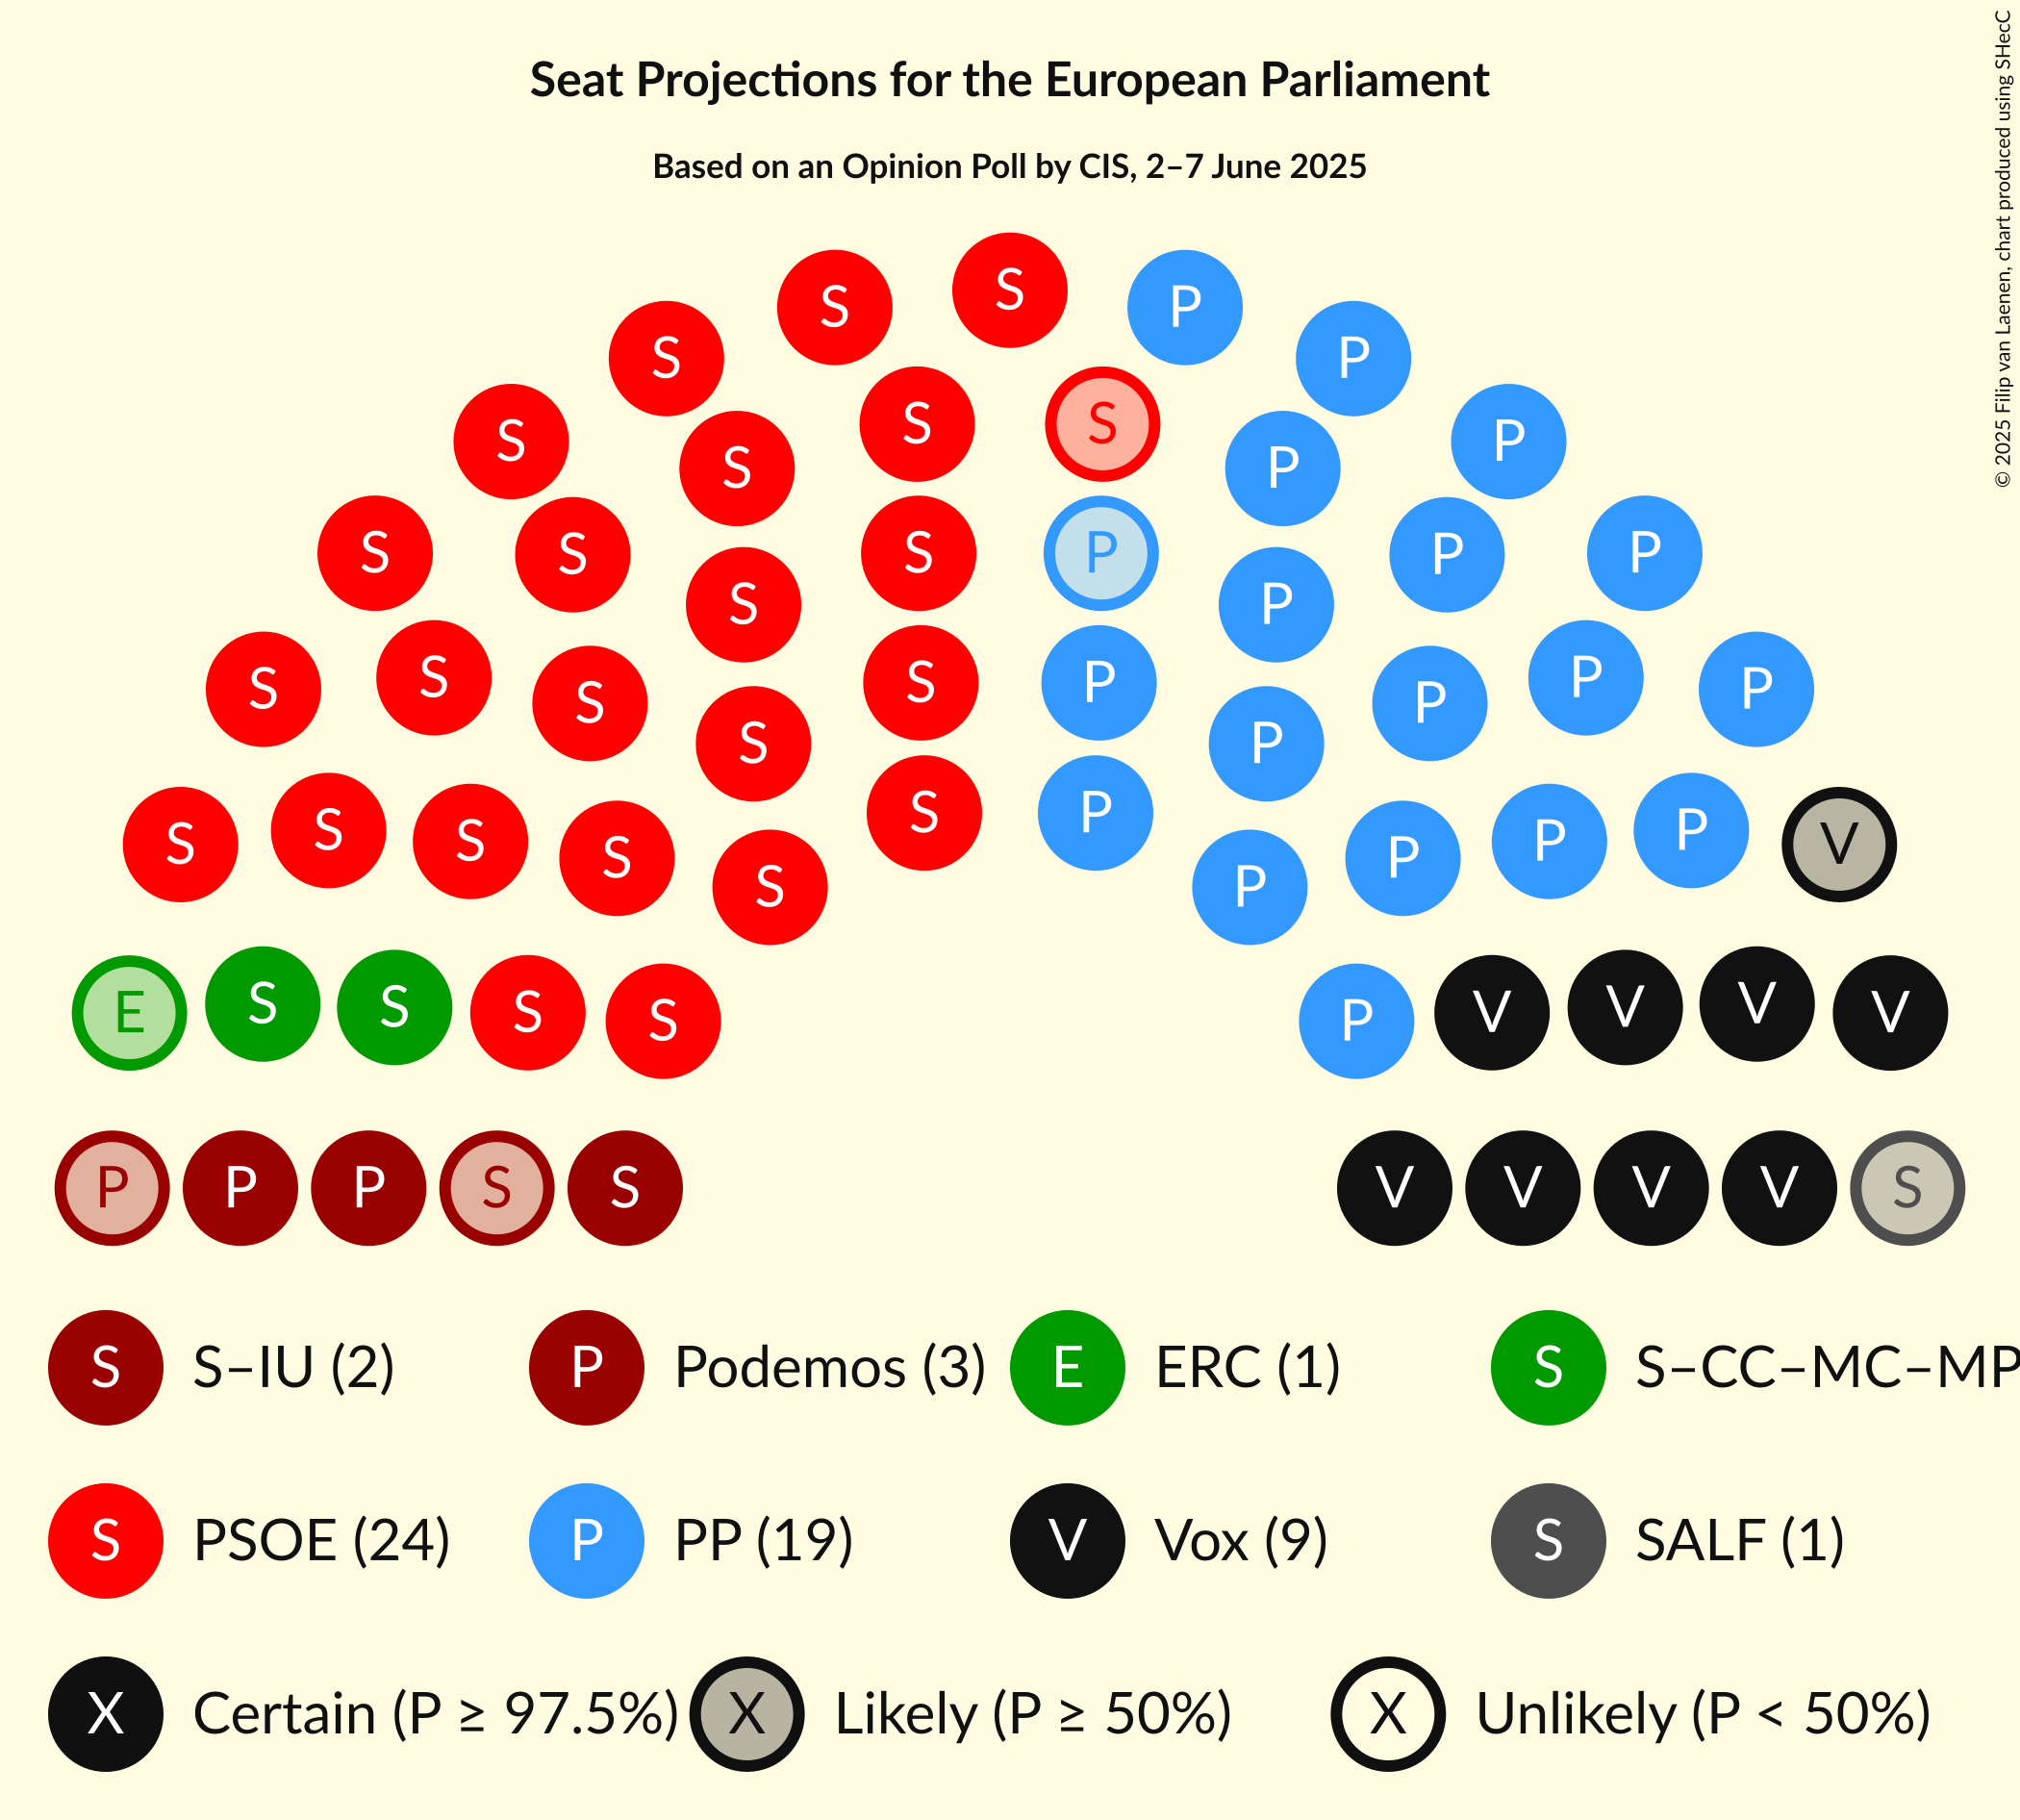 Seat Projections for the European Parliament
Based on an Opinion Poll by CIS, 2–7 June 2025
© 2025 Filip van Laenen, chart produced using SHecC
S
S S P
S P
S S P
S S P
S P
S S P P
S S P P
S S P P
S S P P
S S P P
S S P P
S S P P
S S P V
S S P P
S S P P
S P
E S S S V V V V
S P
P P P S S V V V V S
S S–IU (2) P Podemos (3) E ERC (1) S S–CC–MC–MP
S PSOE (24) P PP (19) V Vox (9) S SALF (1)
X Certain (P ≥ 97.5%) X Likely (P ≥ 50%) X Unlikely (P < 50%)